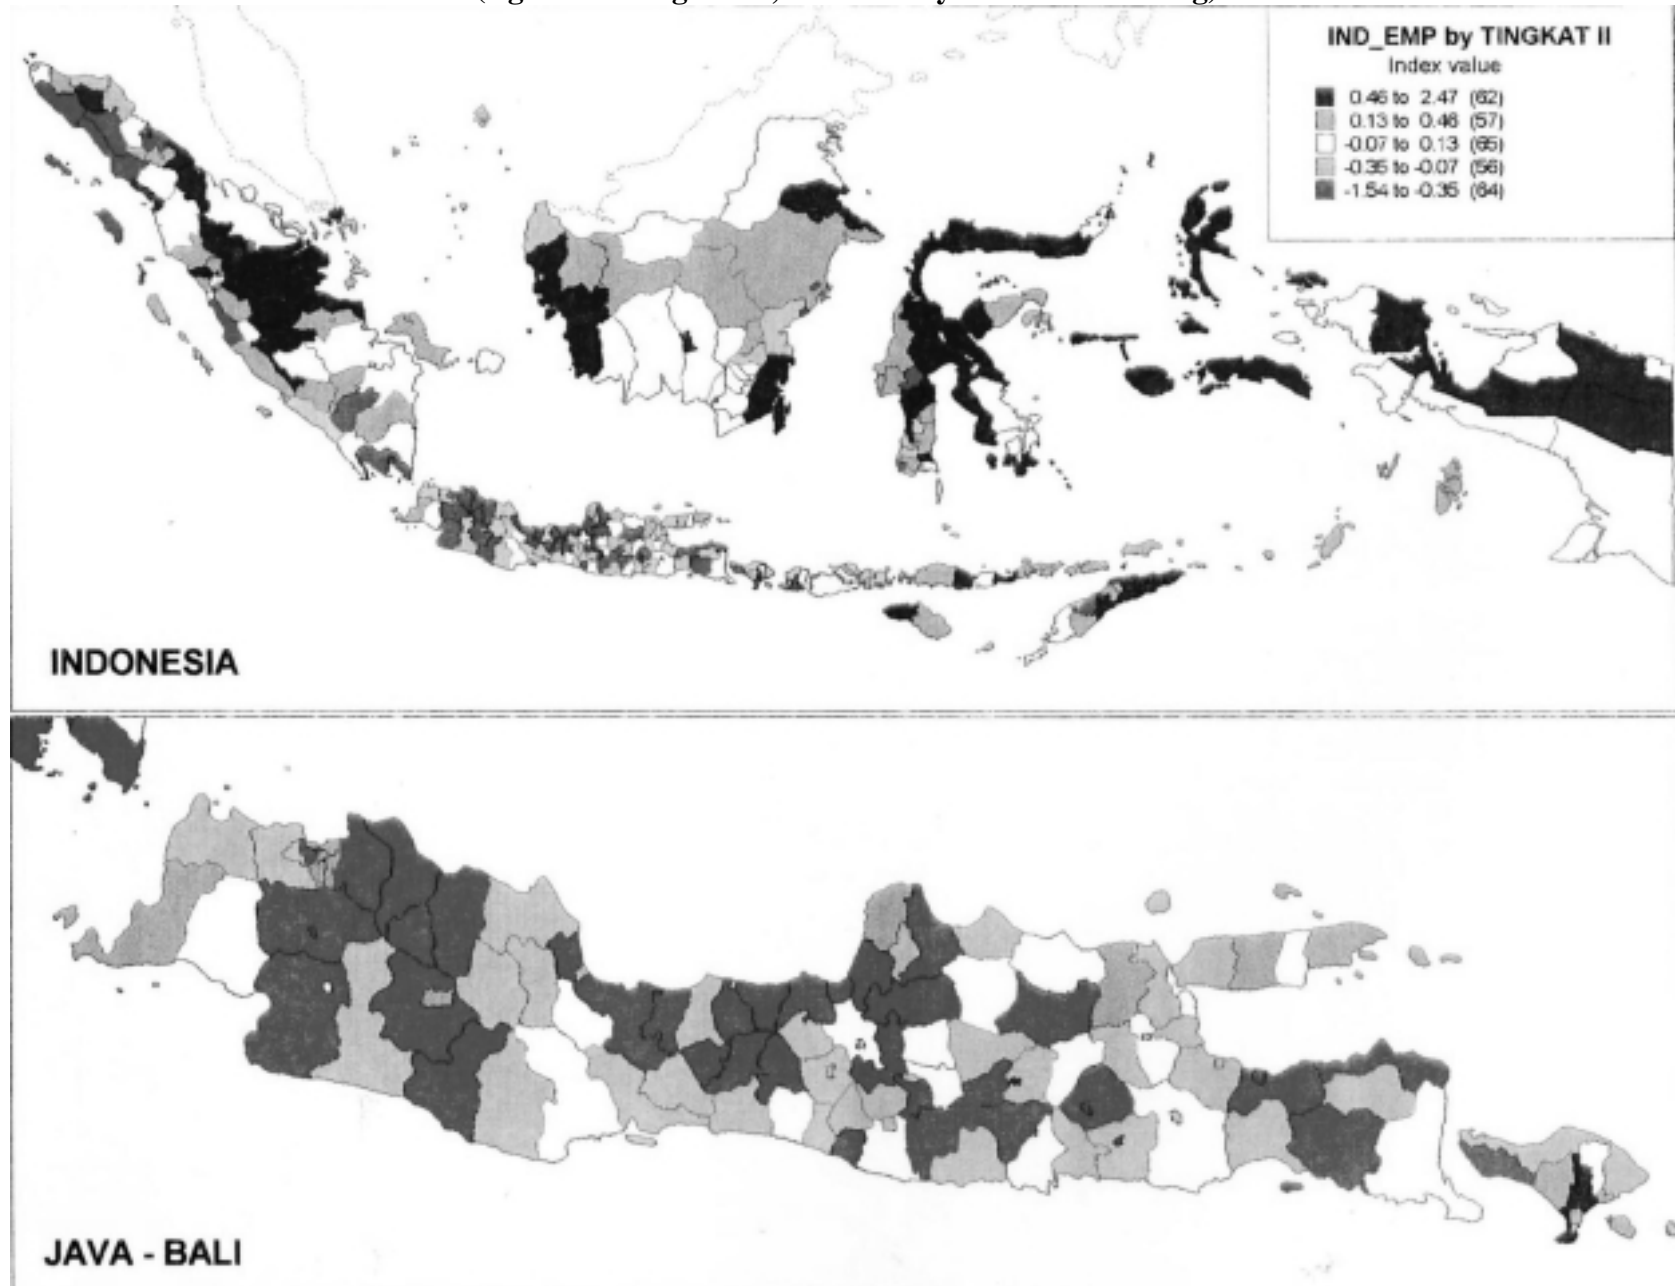 IND_EMP by TINGKAT II
Index value
0.46 to 2.47 (62)
0.13 to 0.46 (57)
-0.07 to 0.13 (65)
-0.35 to -0.07 (56)
-1.54 to -0.35 (64)
INDONESIA
JAVA - BALI